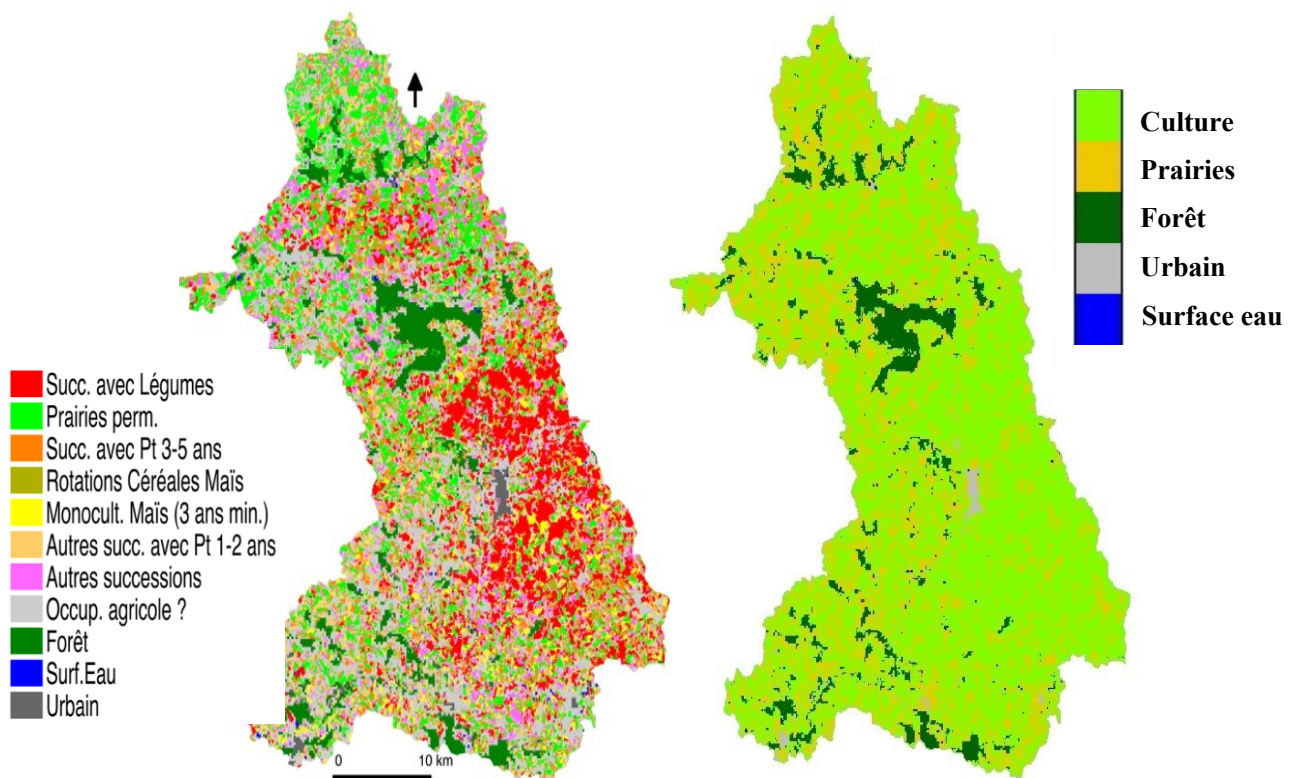 Succ. avec Légumes
Prairies perm.
Succ. avec Pt 3-5 ans
Rotations Céréales Maïs
Monocult. Maïs (3 ans min.)
Autres succ. avec Pt 1-2 ans
Autres successions
Occup. agricole ?
Forêt
Surf.Eau
Urbain
0 10 km
Culture
Prairies
Forêt
Urbain
Surface eau